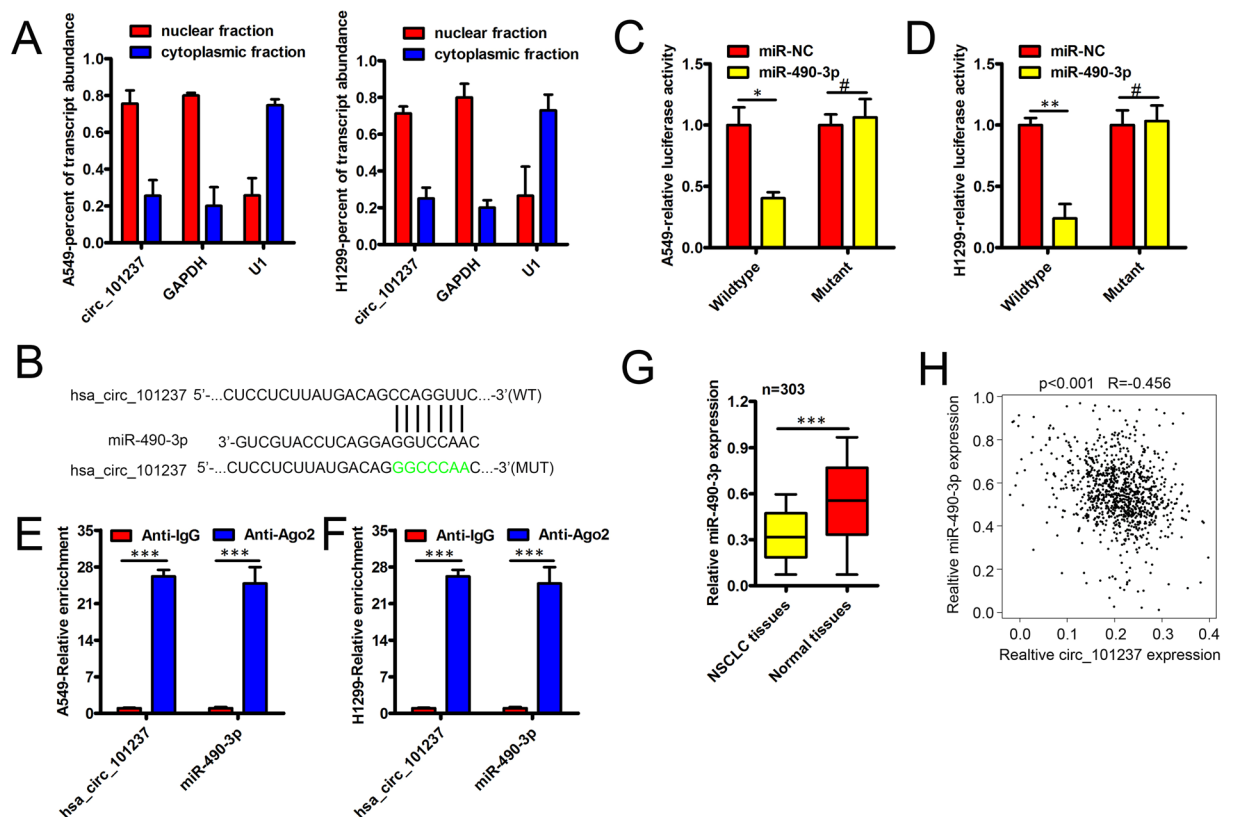 A
nuclear fraction
cytoplasmic fraction
A549-percent of transcript abundance
1.0
0.8
0.6
0.4
0.2
0.0
circ_101237
GAPDH
U1
nuclear fraction
cytoplasmic fraction
H1299-percent of transcript abundance
1.0
0.8
0.6
0.4
0.2
0.0
circ_101237
GAPDH
U1
C
miR-NC
miR-490-3p
A549-relative luciferase activity
1.5
1.0
0.5
0.0
*
#
Wildtype
Mutant
D
miR-NC
miR-490-3p
H1299-relative luciferase activity
1.5
1.0
0.5
0.0
**
#
Wildtype
Mutant
B
hsa_circ_101237 5'-...CUCCUCUUAUGACAGCCAGGUUC...-3'(WT)
miR-490-3p 3'-GUCGUACCUCAGGAGGUCCAAC
hsa_circ_101237 5'-...CUCCUCUUAUGACAGGGCCCAAC...-3'(MUT)
E
Anti-IgG
Anti-Ago2
A549-Relative enricchment
35
28
21
14
7
0
***
***
hsa_circ_101237
miR-490-3p
F
Anti-IgG
Anti-Ago2
H1299-Relative enrichment
35
28
21
14
7
0
***
***
hsa_circ_101237
miR-490-3p
G
n=303
Relative miR-490-3p expression
1.2
0.9
0.6
0.3
0.0
***
NSCLC tissues
Normal tissues
H
p<0.001 R=-0.456
Realtive miR-490-3p expression
1.0
0.8
0.6
0.4
0.2
0.0
0.0 0.1 0.2 0.3 0.4
Realtive circ_101237 expression